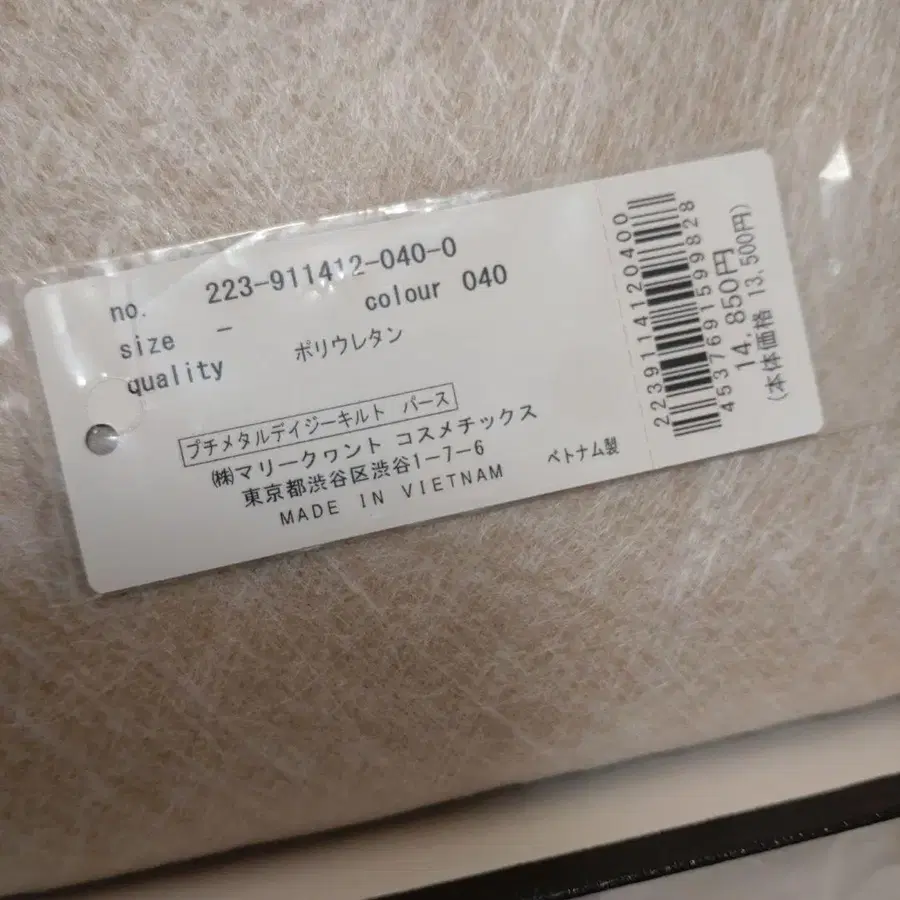 no. 223-911412-040-0
size - colour 040
quality ポリウレタン
プチメタルデイジーキルト パース
㈱マリークヮント コスメチックス
東京都渋谷区渋谷1-7-6
MADE IN VIETNAM ベトナム製
2239114120400
4537691599828
14,850円
(本体価格 13,500円)